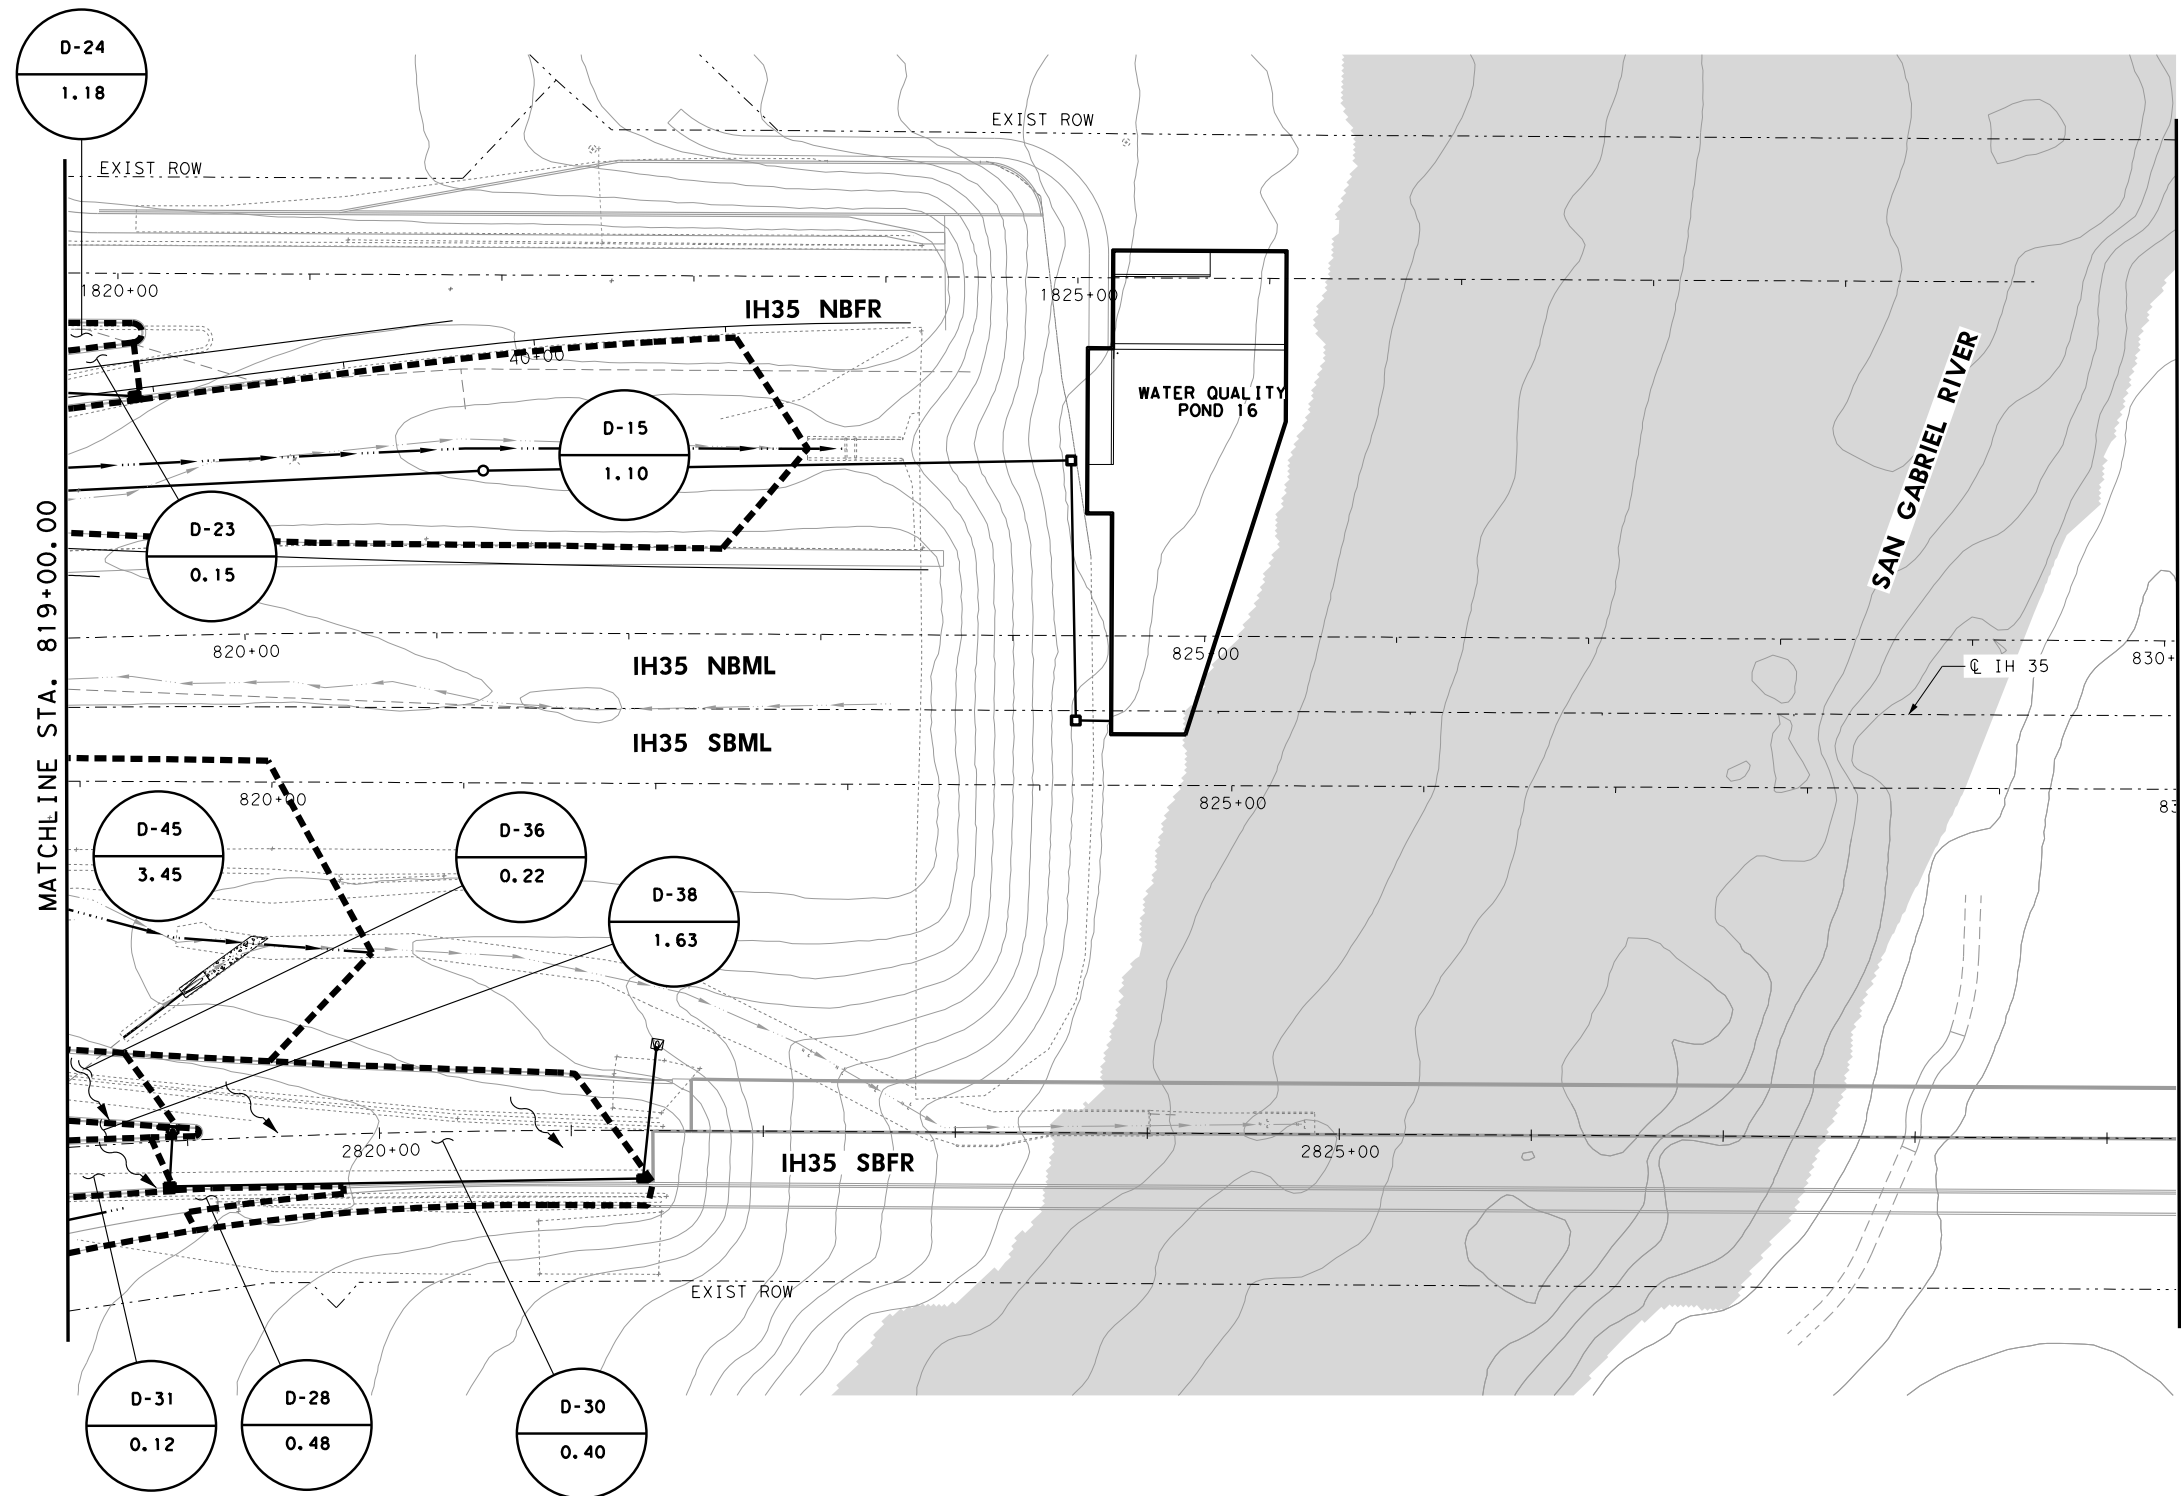 D-24
1.18
EXIST ROW
EXIST ROW
1820+00
1825+00
IH35 NBFR
40+00
WATER QUALITY
POND 16
D-15
1.10
SAN GABRIEL RIVER
D-23
0.15
MATCHLINE STA. 819+00.00
820+00
IH35 NBML
825+00
830+
℄ IH 35
IH35 SBML
820+00
825+00
83
D-45
3.45
D-36
0.22
D-38
1.63
2820+00
IH35 SBFR
2825+00
EXIST ROW
D-31
0.12
D-28
0.48
D-30
0.40